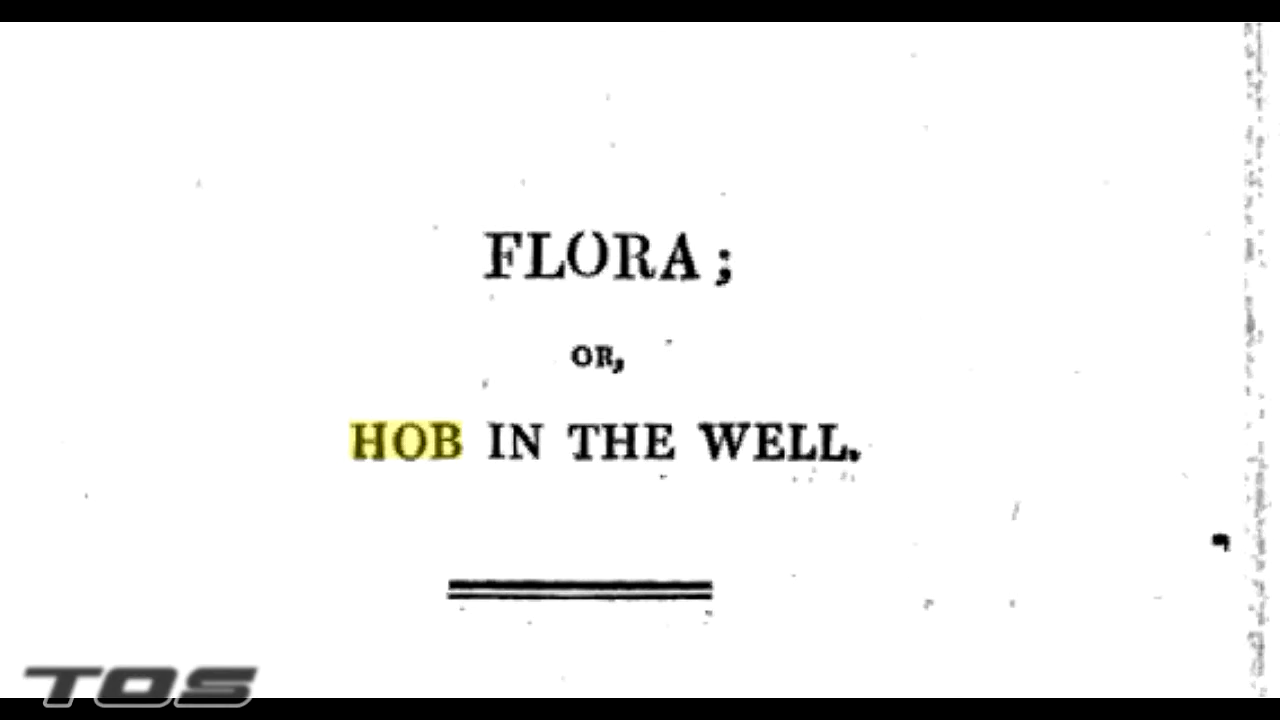 FLORA;
OR,
HOB IN THE WELL.
TOS